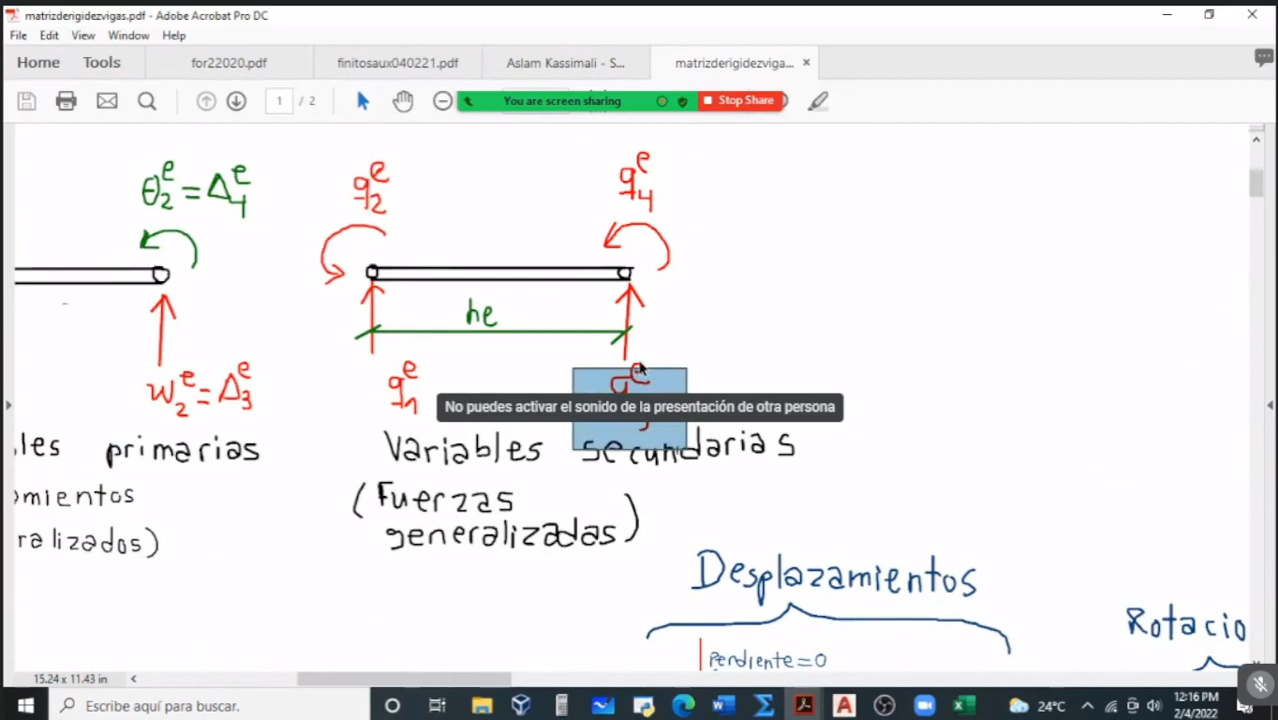 matrizderigidezvigas.pdf - Adobe Acrobat Pro DC
File Edit View Window Help
Home Tools for22020.pdf finitosaux040221.pdf Aslam Kassimali - S... matrizderigidezviga... ×
1 / 2 You are screen sharing Stop Share
θ₂ᵉ = Δ₄ᵉ q₂ᵉ q₄ᵉ
he
w₂ᵉ = Δ₃ᵉ q₁ᵉ
No puedes activar el sonido de la presentación de otra persona
les primarias Variables secundarias
omientos (Fuerzas
ralizados) generalizadas)
Desplazamientos
Rotacio
Pendiente=0
15.24 x 11.43 in
Escribe aquí para buscar. 24°C 12:16 PM
2/4/2022